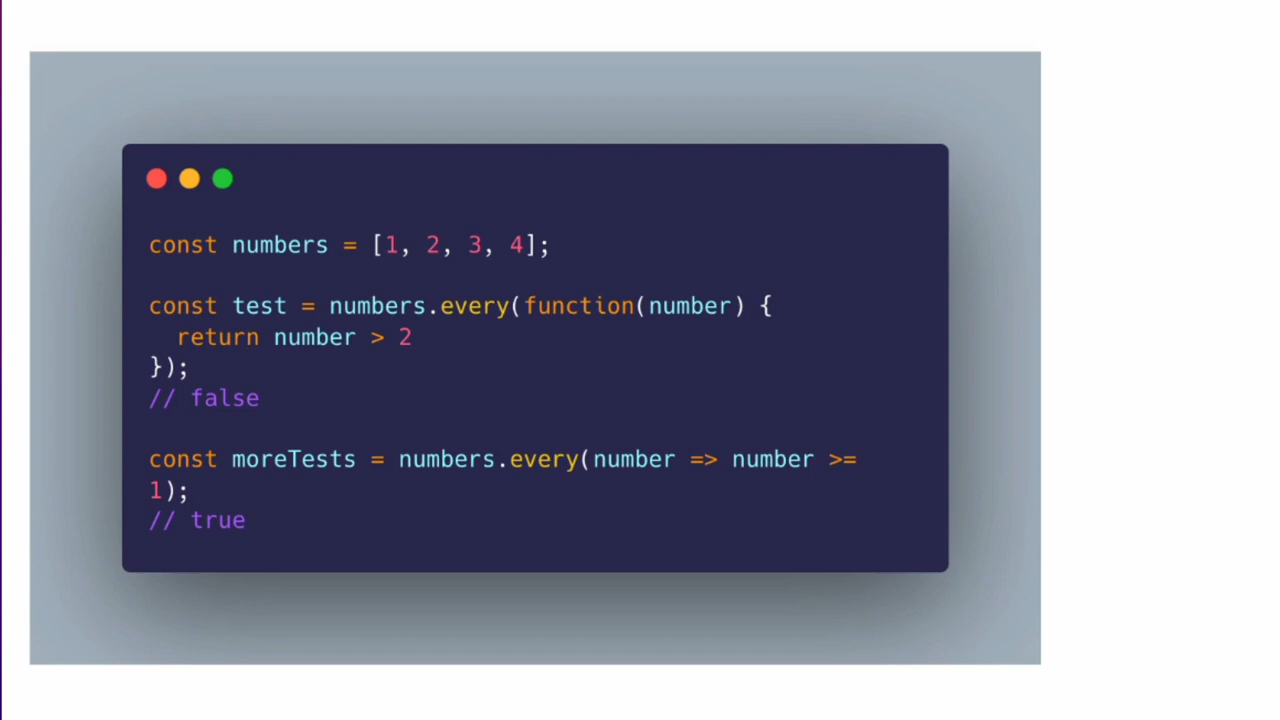 const numbers = [1, 2, 3, 4];
const test = numbers.every(function(number) {
  return number > 2
});
// false
const moreTests = numbers.every(number => number >=
1);
// true